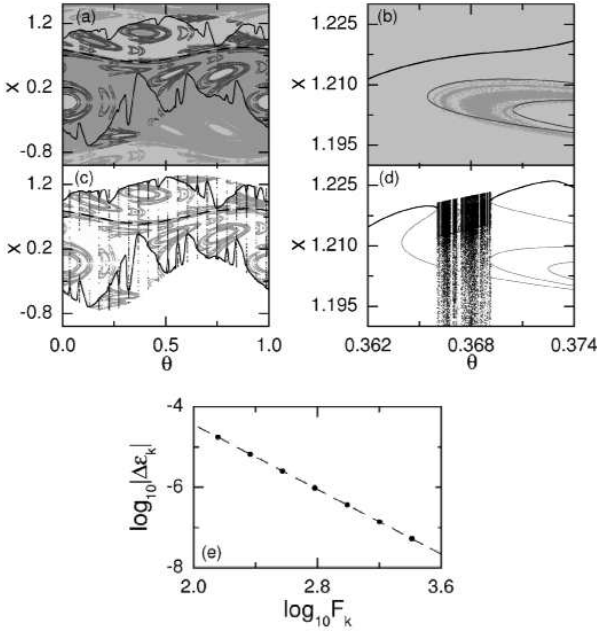 1.2
(a)
X
0.2
-0.8
1.225
(b)
X
1.210
1.195
1.2
(c)
X
0.2
-0.8
0.0
0.5
1.0
θ
1.225
(d)
X
1.210
1.195
0.362
0.368
0.374
θ
-4
log₁₀|Δε_k|
-6
-8
(e)
2.0
2.8
3.6
log₁₀F_k